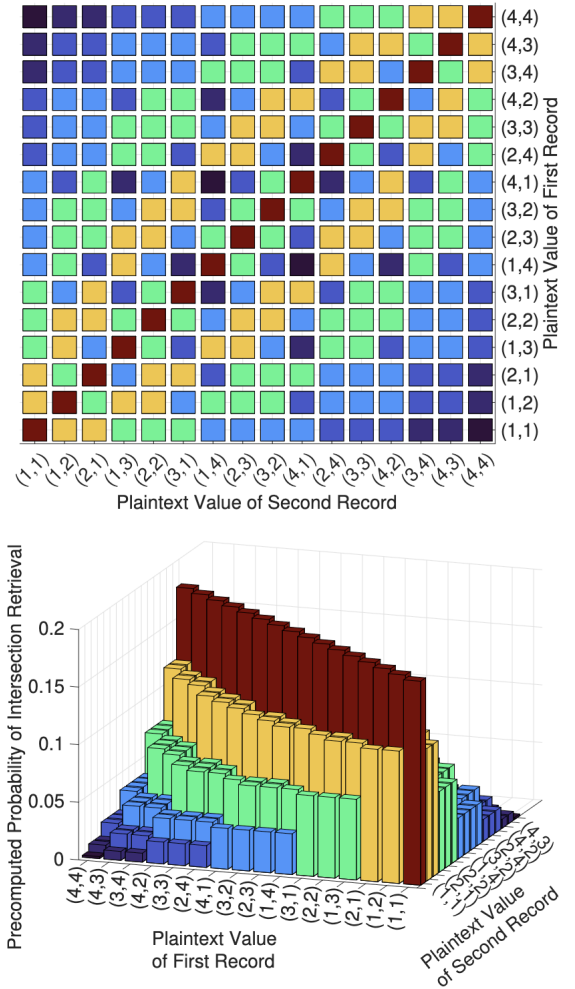 (4,4)
(4,3)
(3,4)
(4,2)
(3,3)
(2,4)
(4,1)
(3,2)
(2,3)
(1,4)
(3,1)
(2,2)
(1,3)
(2,1)
(1,2)
(1,1)
Plaintext Value of First Record
(1,1) (1,2) (2,1) (1,3) (2,2) (3,1) (1,4) (2,3) (3,2) (4,1) (2,4) (3,3) (4,2) (3,4) (4,3) (4,4)
Plaintext Value of Second Record
Precomputed Probability of Intersection Retrieval
0.2
0.15
0.1
0.05
0
(4,4) (4,3) (3,4) (4,2) (3,3) (2,4) (4,1) (3,2) (2,3) (1,4) (3,1) (2,2) (1,3) (2,1) (1,2) (1,1)
Plaintext Value
of First Record
Plaintext Value
of Second Record